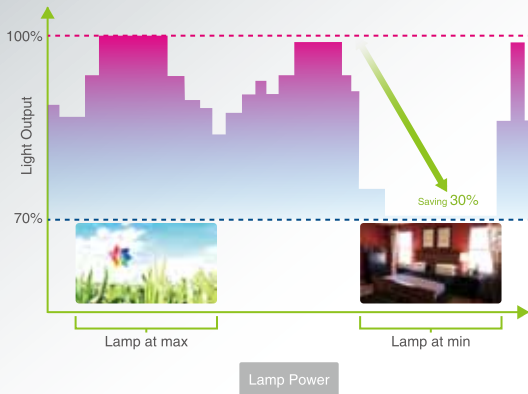 100%
Light Output
Saving 30%
70%
Lamp at max
Lamp at min
Lamp Power